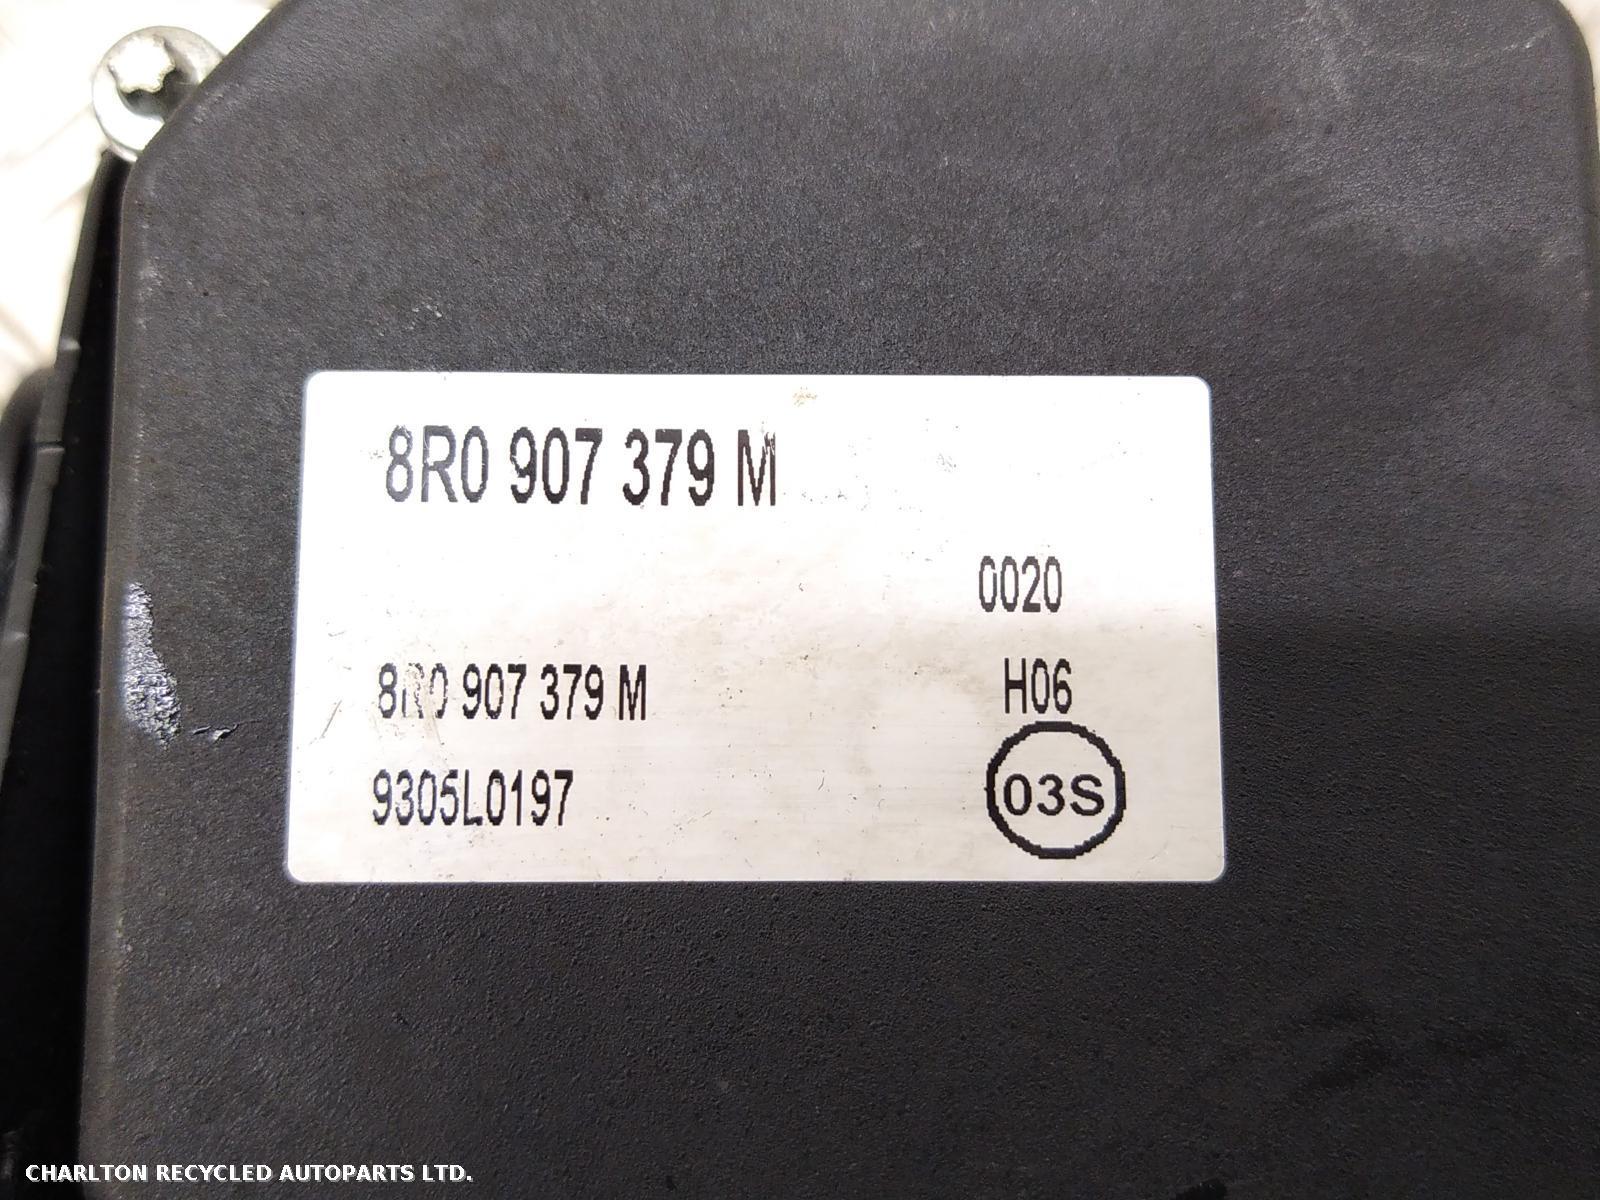 8R0 907 379 M
0020
8R0 907 379 M H06
9305L0197 03S
CHARLTON RECYCLED AUTOPARTS LTD.